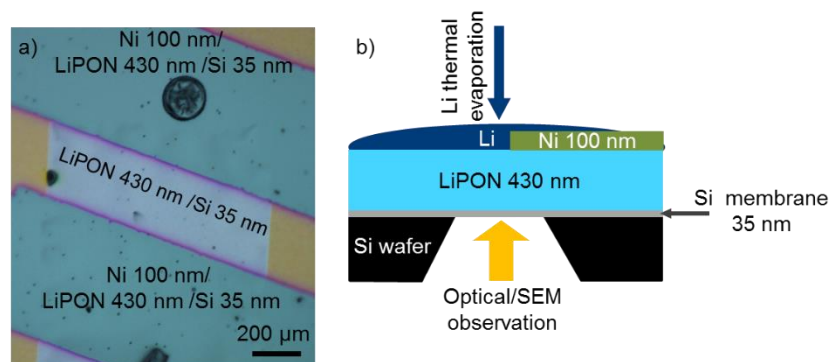 a)
Ni 100 nm/
LiPON 430 nm /Si 35 nm
LiPON 430 nm /Si 35 nm
Ni 100 nm/
LiPON 430 nm /Si 35 nm
200 µm
b)
Li thermal
evaporation
Li
Ni 100 nm
LiPON 430 nm
Si membrane
35 nm
Si wafer
Optical/SEM
observation